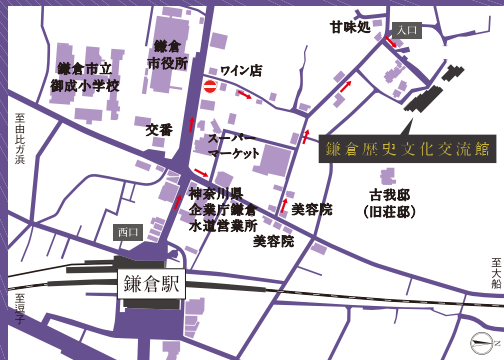 甘味処
入口
鎌倉
市役所
鎌倉市立
御成小学校
ワイン店
至由比ガ浜
交番
スーパー
マーケット
鎌倉歴史文化交流館
神奈川県
企業庁鎌倉
水道営業所
美容院
古我邸
(旧荘邸)
西口
美容院
至大船
鎌倉駅
至逗子